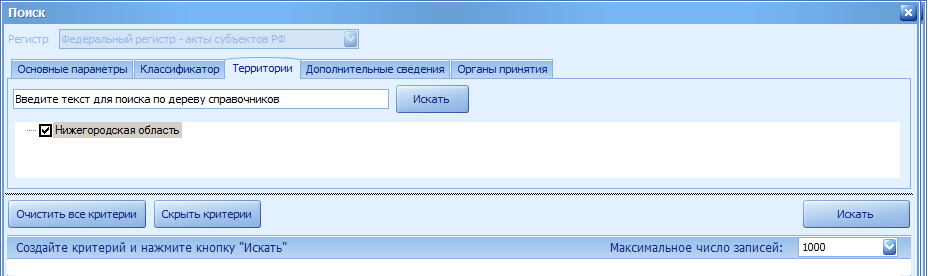 Поиск
Регистр Федеральный регистр - акты субъектов РФ
Основные параметры Классификатор Территории Дополнительные сведения Органы принятия
Введите текст для поиска по дереву справочников Искать
Нижегородская область
Очистить все критерии Скрыть критерии Искать
Создайте критерий и нажмите кнопку "Искать" Максимальное число записей: 1000